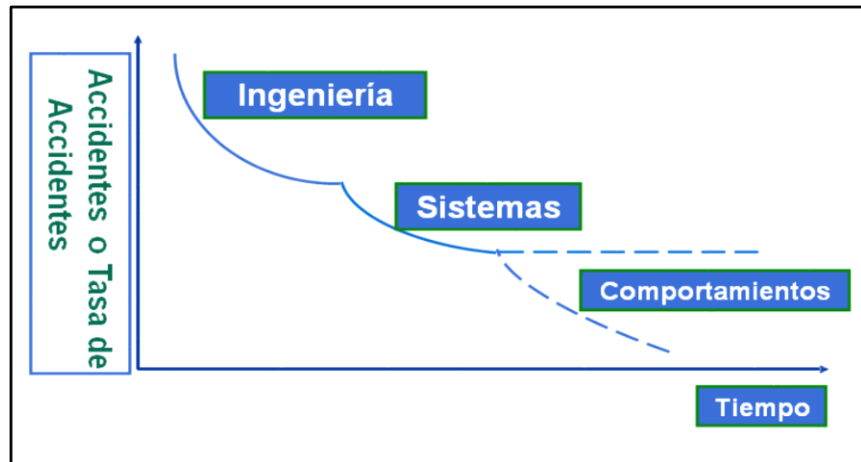 Accidentes o Tasa de
Accidentes
Ingeniería
Sistemas
Comportamientos
Tiempo